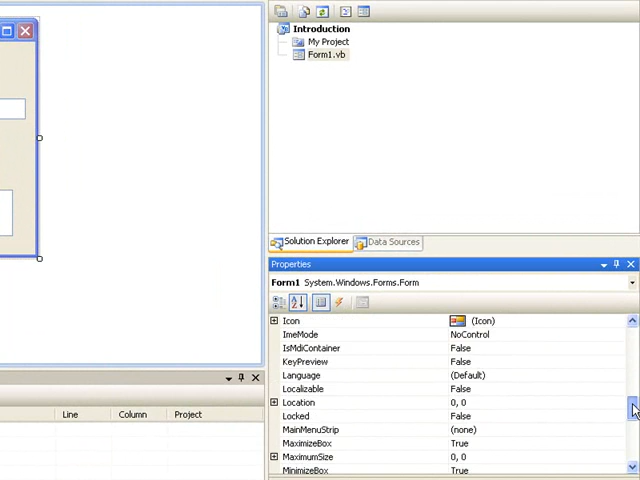 Introduction
My Project
Form1.vb
Solution Explorer
Data Sources
Properties
Form1 System.Windows.Forms.Form
Icon (Icon)
ImeMode NoControl
IsMdiContainer False
KeyPreview False
Language (Default)
Localizable False
Location 0, 0
Locked False
MainMenuStrip (none)
MaximizeBox True
MaximumSize 0, 0
MinimizeBox True
Line Column Project